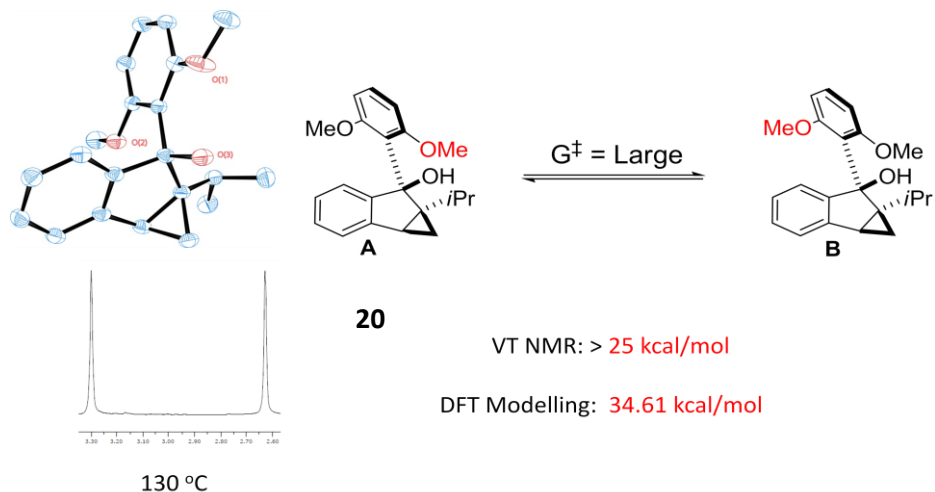 O(1)
O(2)
O(3)
MeO
OMe
OH
iPr
A
G‡ = Large
MeO
OMe
OH
iPr
B
20
VT NMR: > 25 kcal/mol
DFT Modelling: 34.61 kcal/mol
3.30 3.20 3.10 3.00 2.90 2.80 2.70 2.60
130 °C